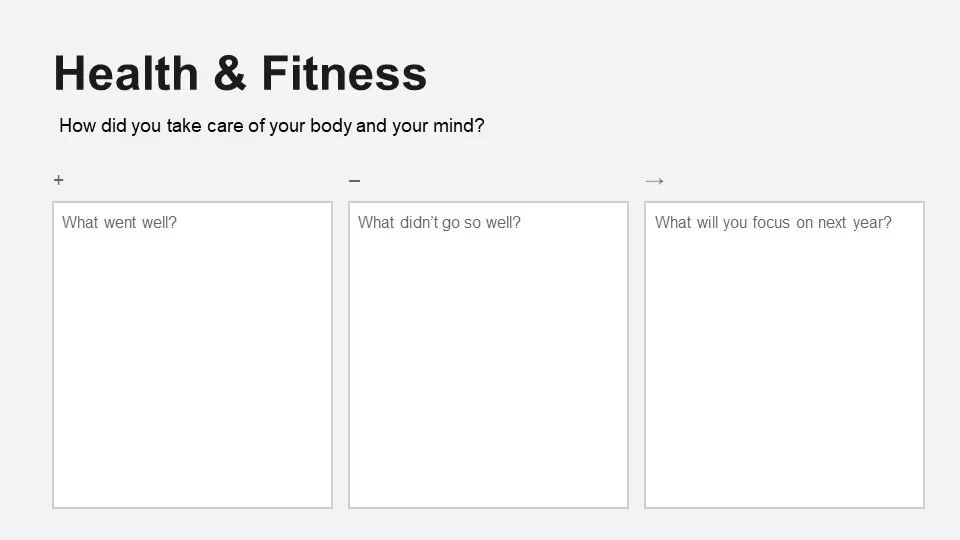 Health & Fitness
How did you take care of your body and your mind?
+
–
→
What went well?
What didn’t go so well?
What will you focus on next year?